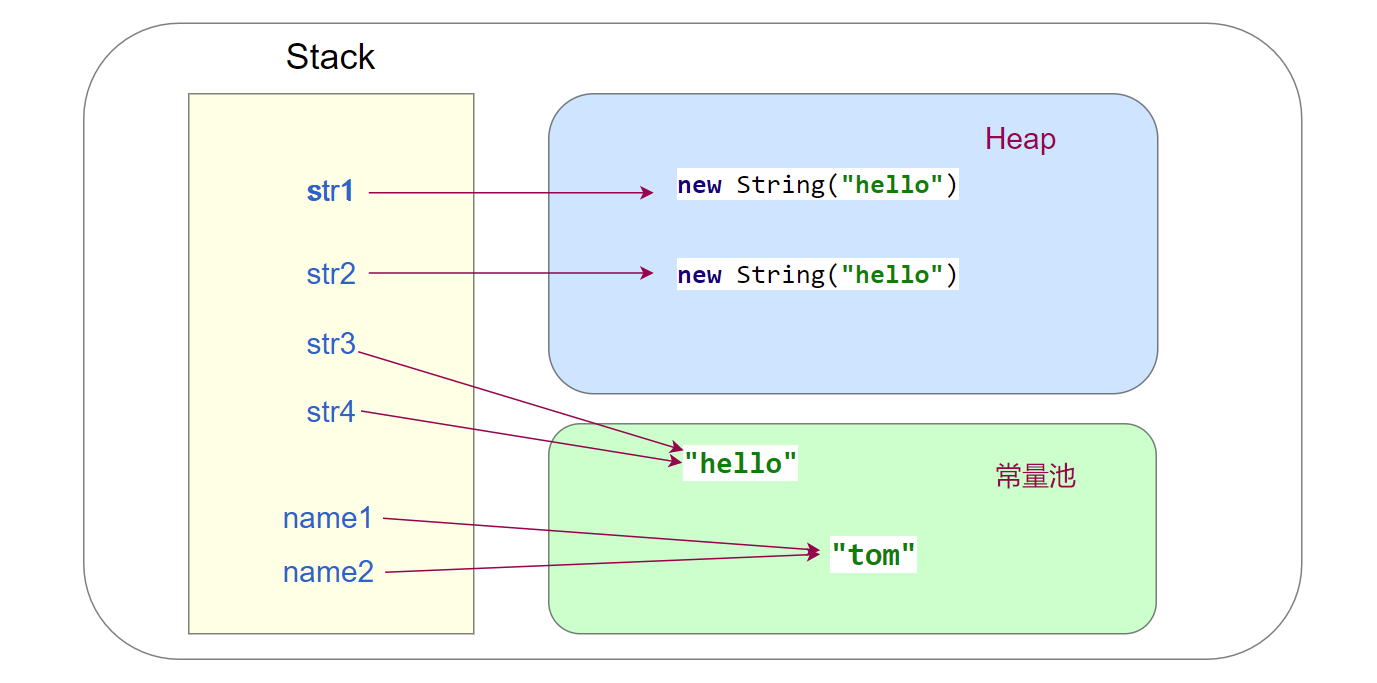 Stack
Heap
str1
new String("hello")
str2
new String("hello")
str3
str4
"hello"
常量池
name1
"tom"
name2